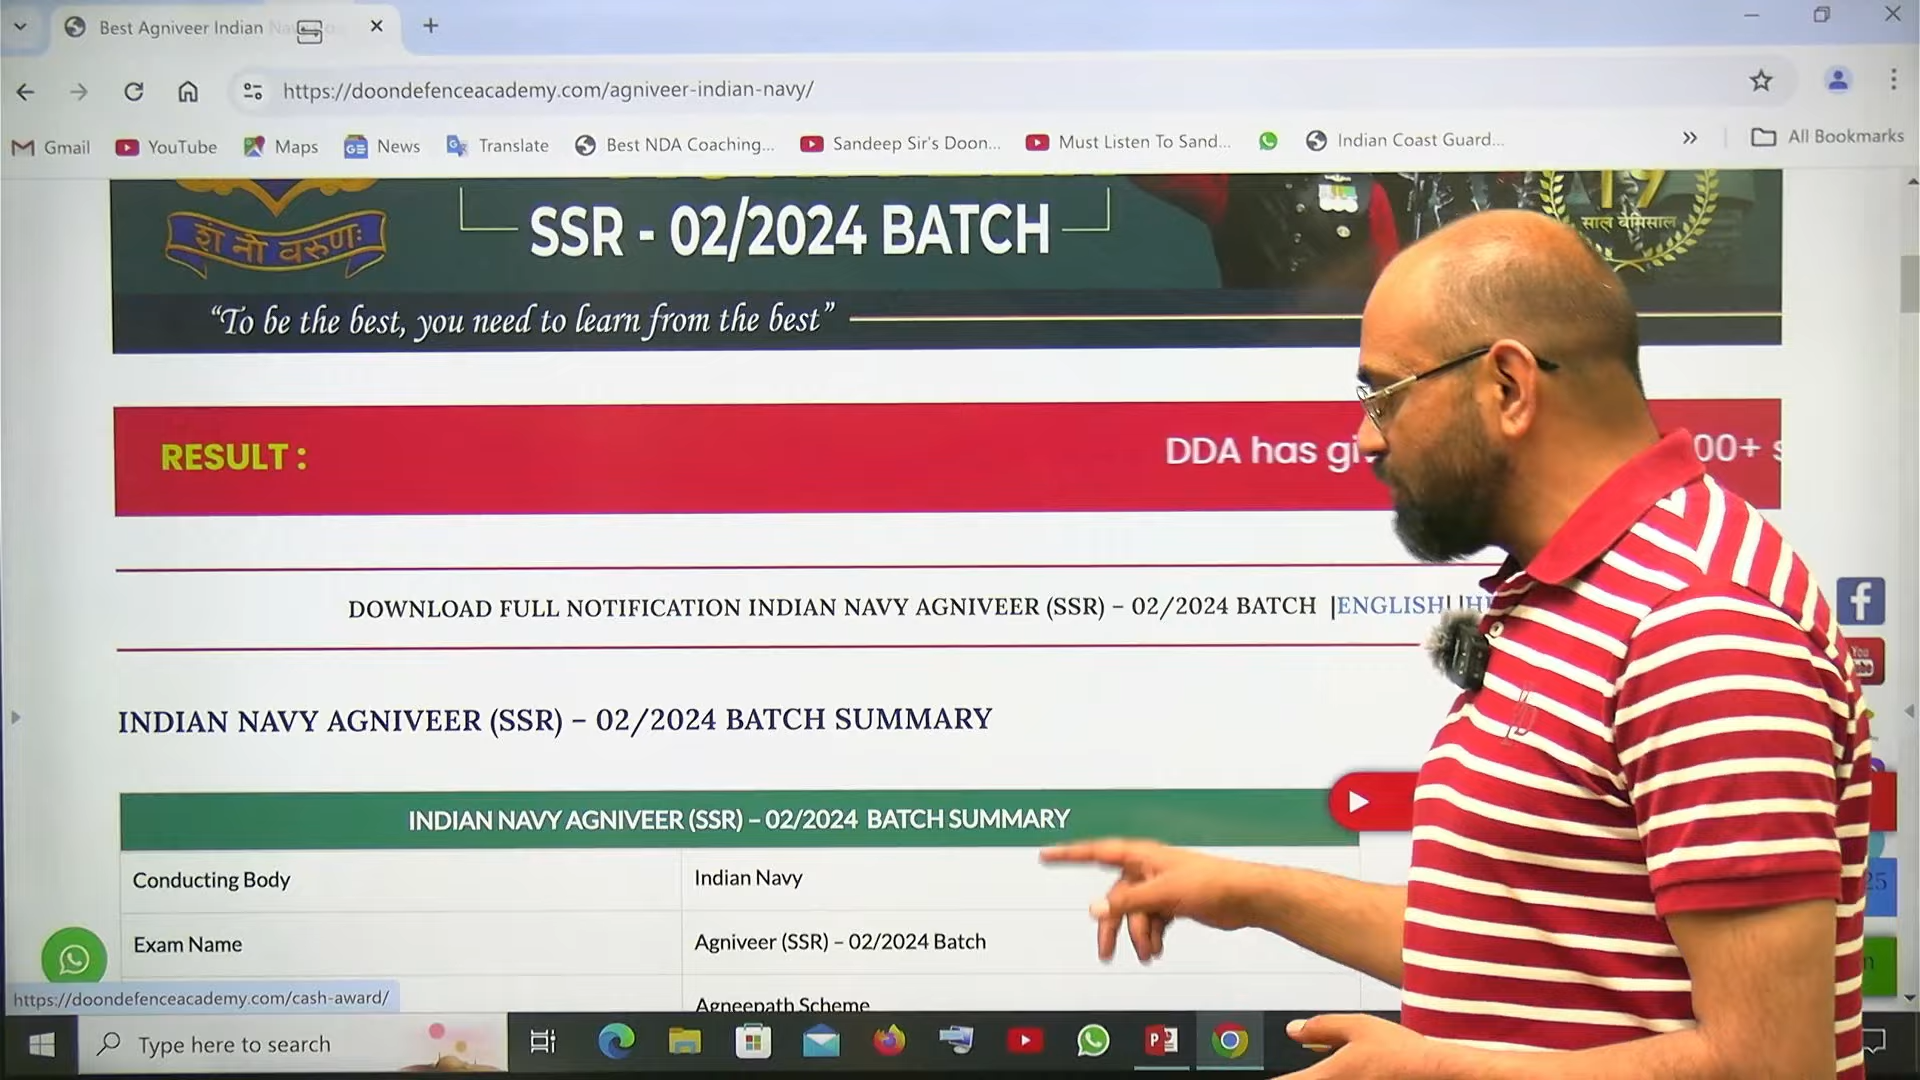 Best Agniveer Indian
https://doondefenceacademy.com/agniveer-indian-navy/
Gmail YouTube Maps News Translate Best NDA Coaching... Sandeep Sir's Doon... Must Listen To Sand... Indian Coast Guard... All Bookmarks
शं नो वरुणः
SSR - 02/2024 BATCH
साल बेमिसाल
"To be the best, you need to learn from the best"
RESULT :
DDA has 00+
DOWNLOAD FULL NOTIFICATION INDIAN NAVY AGNIVEER (SSR) – 02/2024 BATCH |ENGLISH| |
INDIAN NAVY AGNIVEER (SSR) – 02/2024 BATCH SUMMARY
INDIAN NAVY AGNIVEER (SSR) – 02/2024 BATCH SUMMARY
Conducting Body Indian Navy
Exam Name Agniveer (SSR) – 02/2024 Batch
Agneepath Scheme
https://doondefenceacademy.com/cash-award/
Type here to search